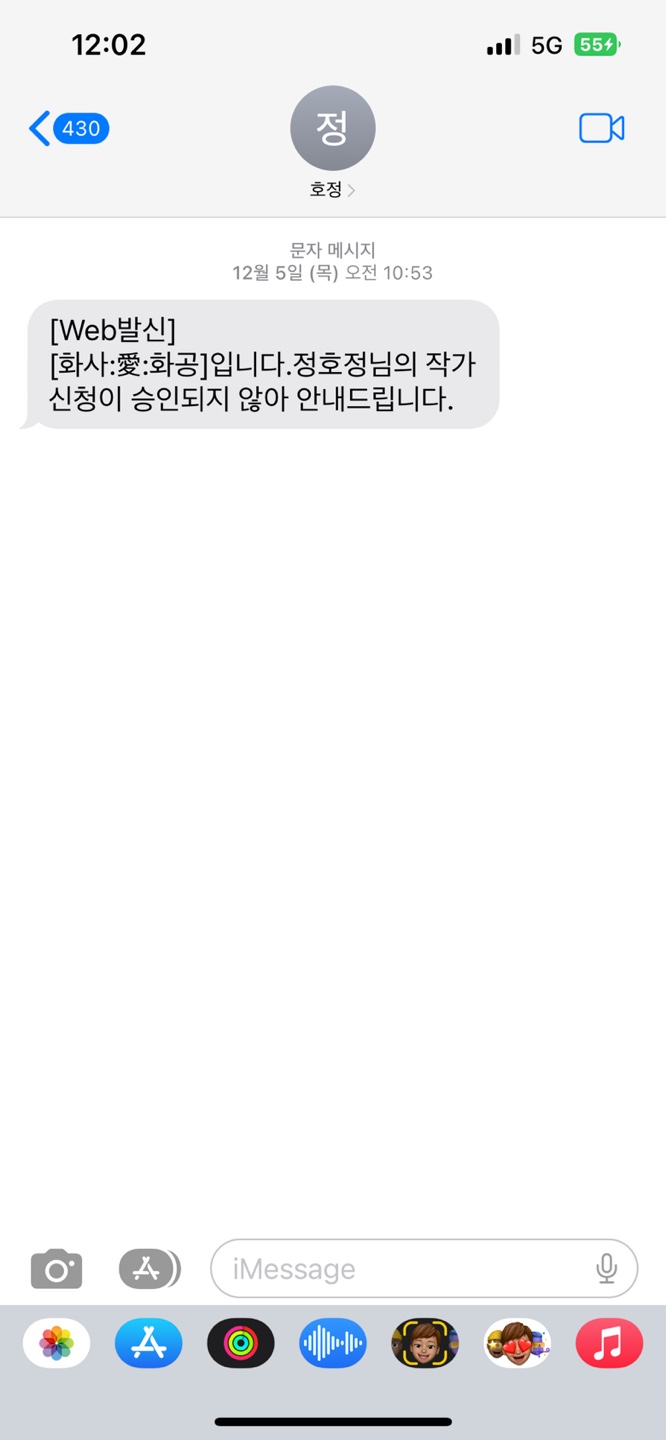 12:02
5G
55
430
정
호정
문자 메시지
12월 5일 (목) 오전 10:53
[Web발신]
[화사:愛:화공]입니다.정호정님의 작가
신청이 승인되지 않아 안내드립니다.
iMessage